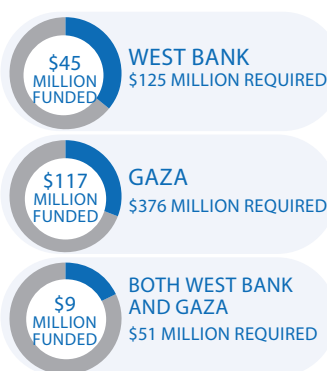 $45
MILLION
FUNDED
WEST BANK
$125 MILLION REQUIRED
$117
MILLION
FUNDED
GAZA
$376 MILLION REQUIRED
$9
MILLION
FUNDED
BOTH WEST BANK
AND GAZA
$51 MILLION REQUIRED